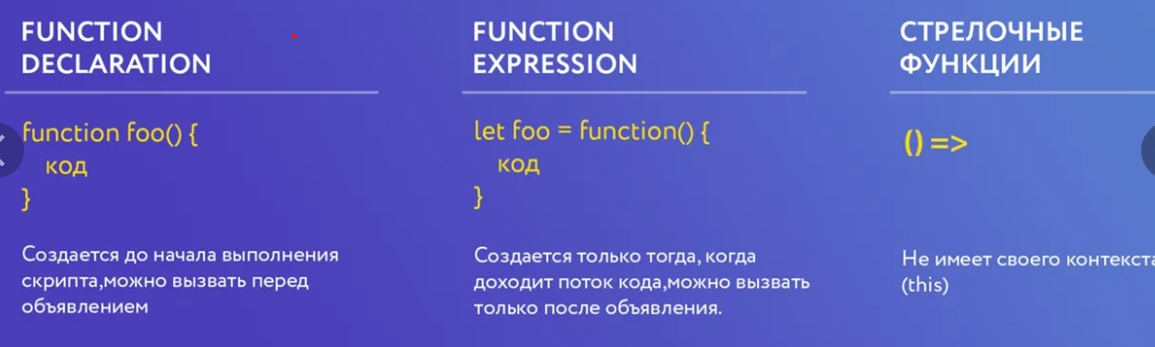 FUNCTION
DECLARATION
function foo() {
код
}
Создается до начала выполнения
скрипта,можно вызвать перед
объявлением
FUNCTION
EXPRESSION
let foo = function() {
код
}
Создается только тогда, когда
доходит поток кода,можно вызвать
только после объявления.
СТРЕЛОЧНЫЕ
ФУНКЦИИ
() =>
Не имеет своего контекста
(this)